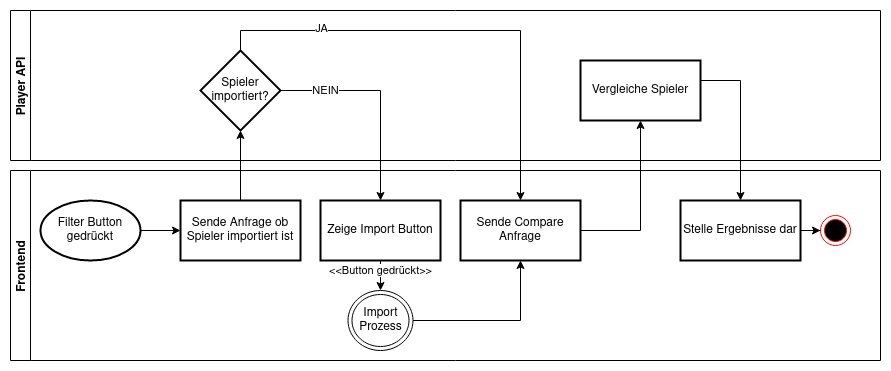 Player API
JA
Spieler
importiert?
NEIN
Vergleiche Spieler
Frontend
Filter Button
gedrückt
Sende Anfrage ob
Spieler importiert ist
Zeige Import Button
Sende Compare
Anfrage
Stelle Ergebnisse dar
<<Button gedrückt>>
Import
Prozess